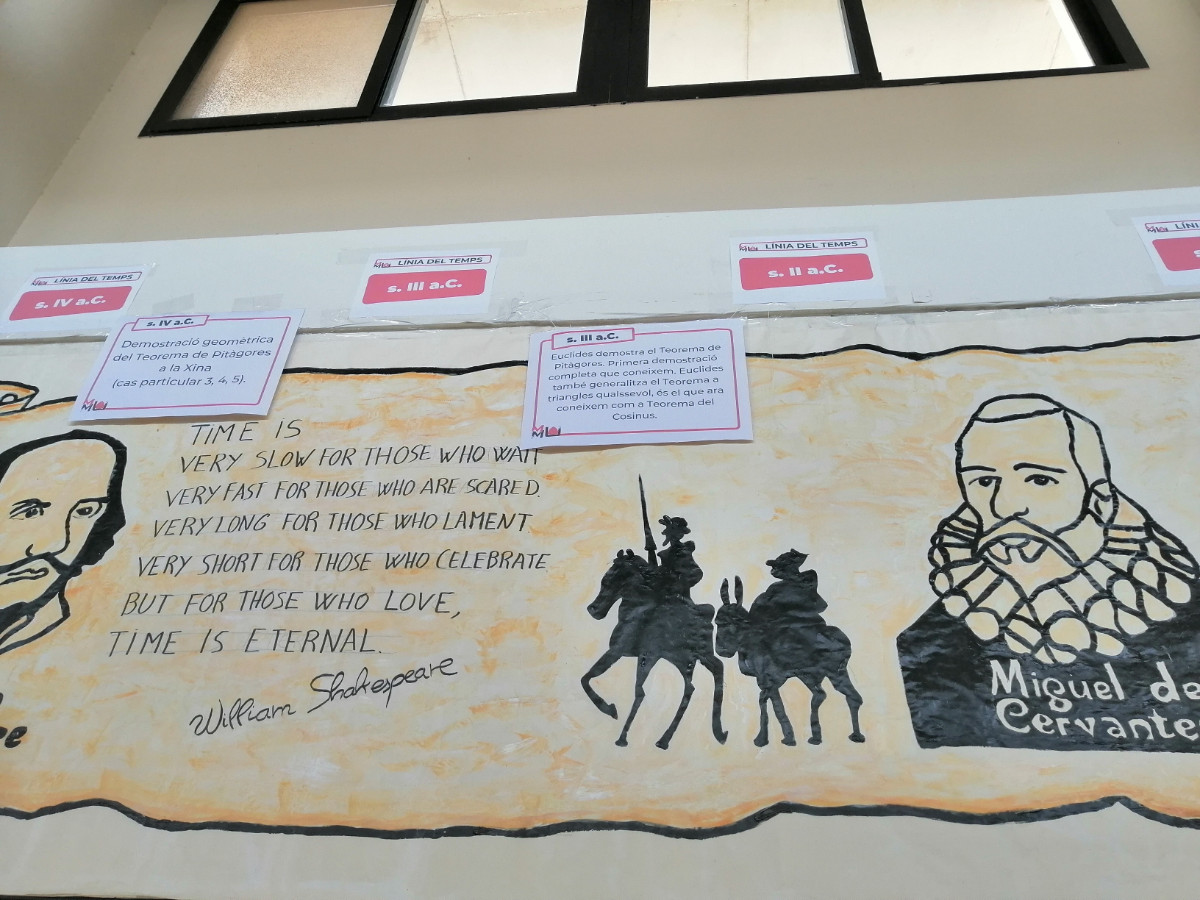 LÍNIA DEL TEMPS
s. IV a.C.
LÍNIA DEL TEMPS
s. III a.C.
LÍNIA DEL TEMPS
s. II a.C.
s. IV a.C.
Demostració geomètrica
del Teorema de Pitàgores
a la Xina
(cas particular 3, 4, 5).
s. III a.C.
Euclides demostra el Teorema de
Pitàgores. Primera demostració
completa que coneixem. Euclides
també generalitza el Teorema a
triangles qualssevol, és el que ara
coneixem com a Teorema del
Cosinus.
TIME IS
VERY SLOW FOR THOSE WHO WAIT
VERY FAST FOR THOSE WHO ARE SCARED.
VERY LONG FOR THOSE WHO LAMENT
VERY SHORT FOR THOSE WHO CELEBRATE
BUT FOR THOSE WHO LOVE,
TIME IS ETERNAL.
William Shakespeare
Miguel de
Cervante